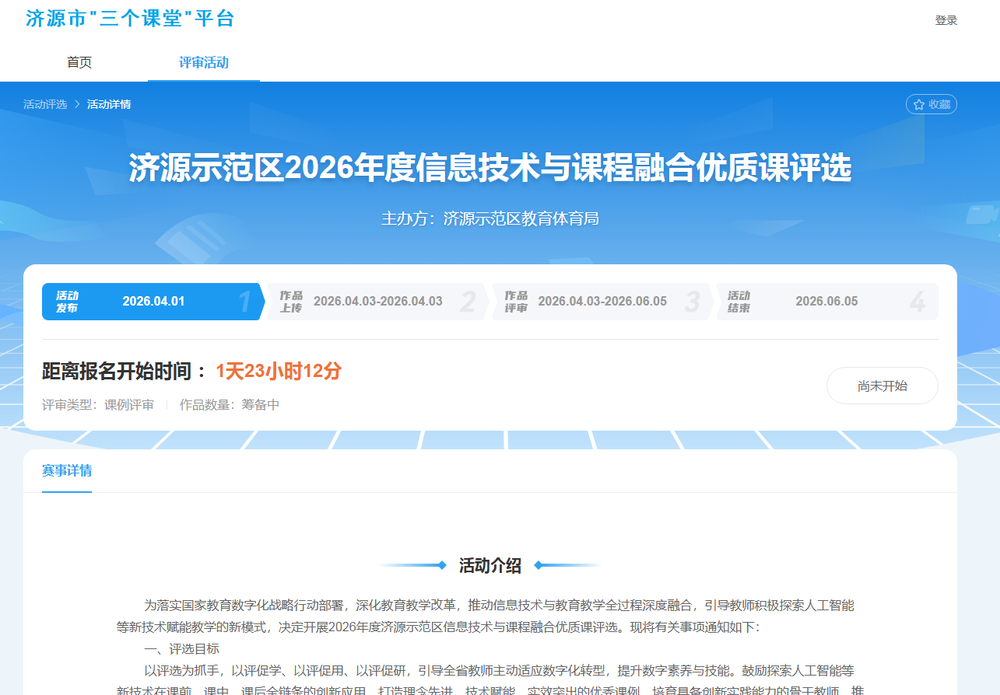 济源市"三个课堂"平台
登录
首页
评审活动
活动评选 > 活动详情
收藏
济源示范区2026年度信息技术与课程融合优质课评选
主办方：济源示范区教育体育局
活动发布 2026.04.01 1
作品上传 2026.04.03-2026.04.03 2
作品评审 2026.04.03-2026.06.05 3
活动结束 2026.06.05 4
距离报名开始时间： 1天23小时12分
尚未开始
评审类型：课例评审 作品数量：筹备中
赛事详情
活动介绍
为落实国家教育数字化战略行动部署，深化教育教学改革，推动信息技术与教育教学全过程深度融合，引导教师积极探索人工智能
等新技术赋能教学的新模式，决定开展2026年度济源示范区信息技术与课程融合优质课评选。现将有关事项通知如下：
一、评选目标
以评选为抓手，以评促学、以评促用、以评促研，引导全省教师主动适应数字化转型，提升数字素养与技能。鼓励探索人工智能等
新技术在课前、课中、课后全链条的创新应用，打造理念先进、技术赋能、实效突出的优秀课例，培育具备创新实践能力的骨干教师，推